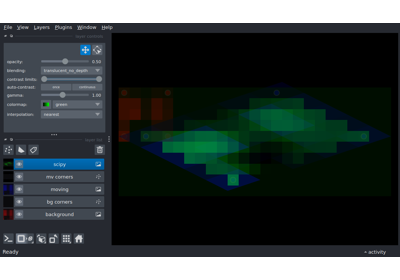 File View Layers Plugins Window Help
opacity: 0.50
blending: translucent_no_depth
contrast limits:
auto-contrast: once continuous
gamma: 1.00
colormap: green
interpolation: nearest
scipy
mv corners
moving
bg corners
background
Ready activity